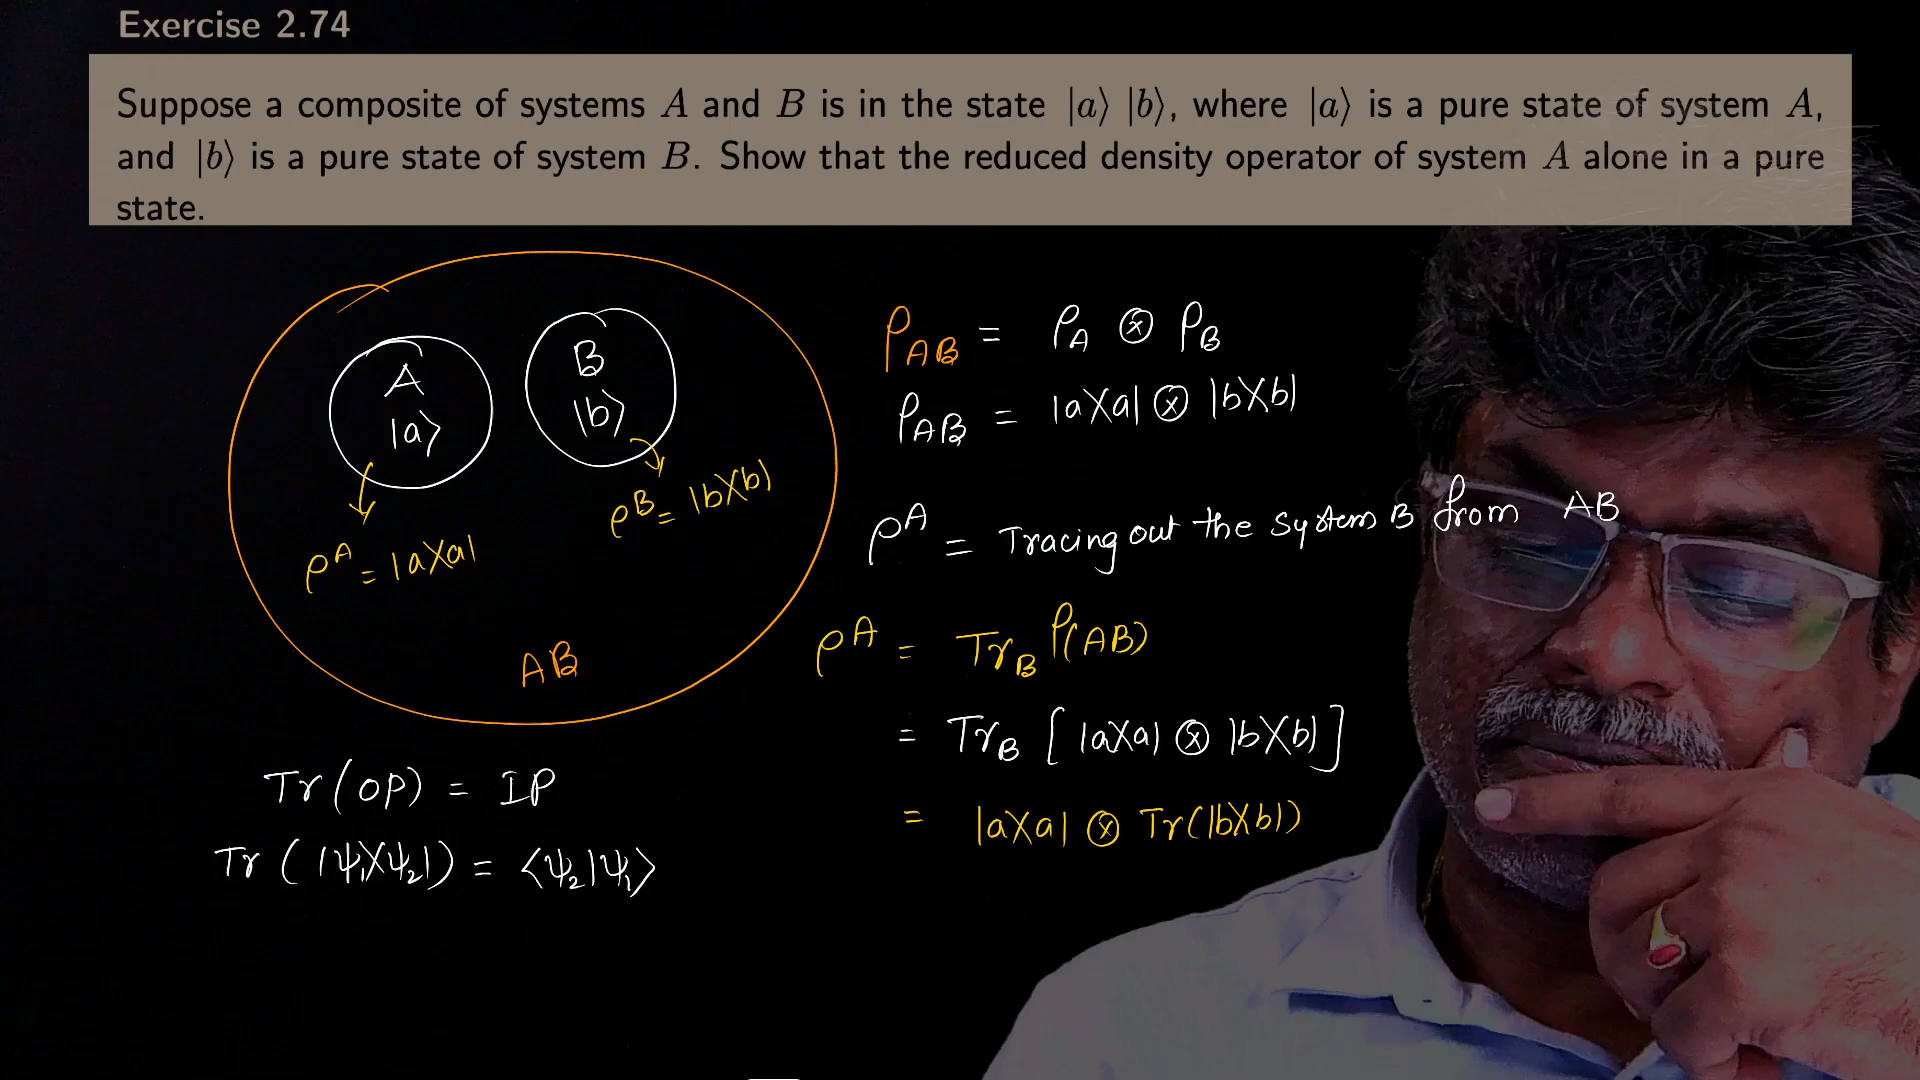 Exercise 2.74
Suppose a composite of systems A and B is in the state |a⟩ |b⟩, where |a⟩ is a pure state of system A,
and |b⟩ is a pure state of system B. Show that the reduced density operator of system A alone in a pure
state.
A
|a⟩
B
|b⟩
ρ^A = |a⟩⟨a|
ρ^B = |b⟩⟨b|
AB
Tr(OP) = IP
Tr(|ψ₁⟩⟨ψ₂|) = ⟨ψ₂|ψ₁⟩
ρ_AB = ρ_A ⊗ ρ_B
ρ_AB = |a⟩⟨a| ⊗ |b⟩⟨b|
ρ^A = Tracing out the system B from AB
ρ^A = Tr_B ρ(AB)
= Tr_B [|a⟩⟨a| ⊗ |b⟩⟨b|]
= |a⟩⟨a| ⊗ Tr(|b⟩⟨b|)